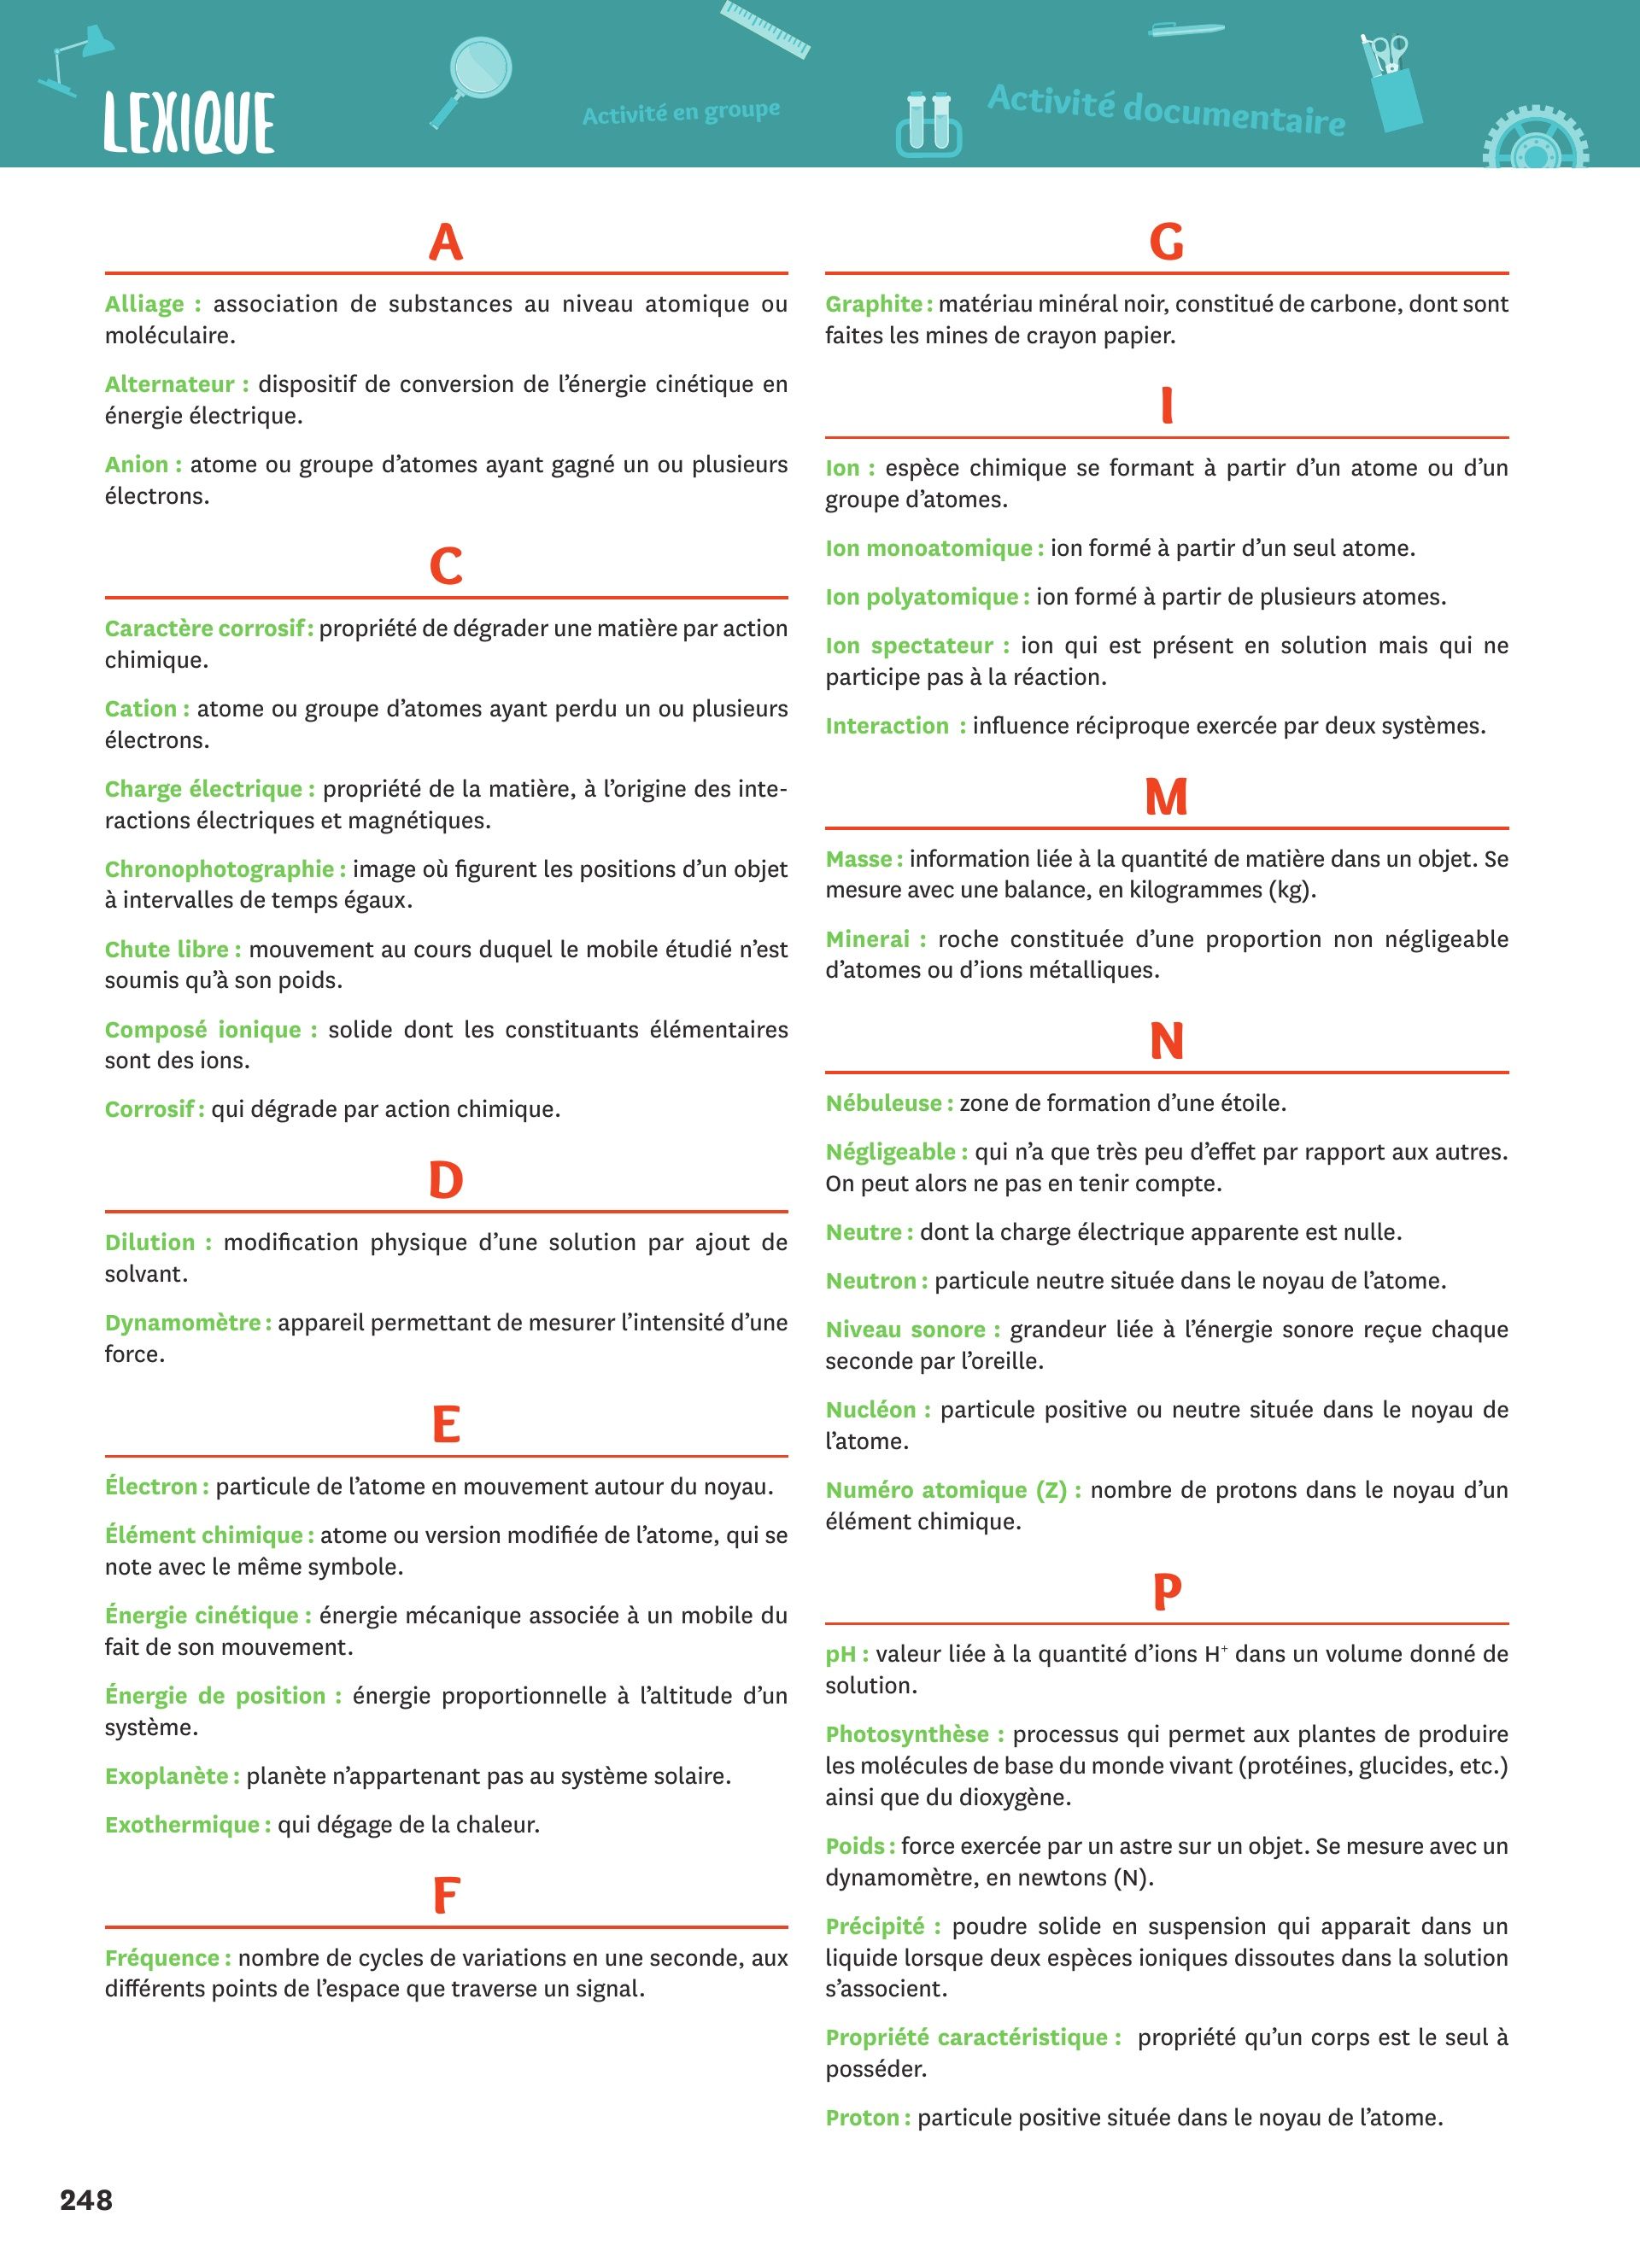 LEXIQUE
Activité en groupe
Activité documentaire
A
Alliage : association de substances au niveau atomique ou
moléculaire.
Alternateur : dispositif de conversion de l’énergie cinétique en
énergie électrique.
Anion : atome ou groupe d’atomes ayant gagné un ou plusieurs
électrons.
C
Caractère corrosif : propriété de dégrader une matière par action
chimique.
Cation : atome ou groupe d’atomes ayant perdu un ou plusieurs
électrons.
Charge électrique : propriété de la matière, à l’origine des inte-
ractions électriques et magnétiques.
Chronophotographie : image où figurent les positions d’un objet
à intervalles de temps égaux.
Chute libre : mouvement au cours duquel le mobile étudié n’est
soumis qu’à son poids.
Composé ionique : solide dont les constituants élémentaires
sont des ions.
Corrosif : qui dégrade par action chimique.
D
Dilution : modification physique d’une solution par ajout de
solvant.
Dynamomètre : appareil permettant de mesurer l’intensité d’une
force.
E
Électron : particule de l’atome en mouvement autour du noyau.
Élément chimique : atome ou version modifiée de l’atome, qui se
note avec le même symbole.
Énergie cinétique : énergie mécanique associée à un mobile du
fait de son mouvement.
Énergie de position : énergie proportionnelle à l’altitude d’un
système.
Exoplanète : planète n’appartenant pas au système solaire.
Exothermique : qui dégage de la chaleur.
F
Fréquence : nombre de cycles de variations en une seconde, aux
différents points de l’espace que traverse un signal.
G
Graphite : matériau minéral noir, constitué de carbone, dont sont
faites les mines de crayon papier.
I
Ion : espèce chimique se formant à partir d’un atome ou d’un
groupe d’atomes.
Ion monoatomique : ion formé à partir d’un seul atome.
Ion polyatomique : ion formé à partir de plusieurs atomes.
Ion spectateur : ion qui est présent en solution mais qui ne
participe pas à la réaction.
Interaction : influence réciproque exercée par deux systèmes.
M
Masse : information liée à la quantité de matière dans un objet. Se
mesure avec une balance, en kilogrammes (kg).
Minerai : roche constituée d’une proportion non négligeable
d’atomes ou d’ions métalliques.
N
Nébuleuse : zone de formation d’une étoile.
Négligeable : qui n’a que très peu d’effet par rapport aux autres.
On peut alors ne pas en tenir compte.
Neutre : dont la charge électrique apparente est nulle.
Neutron : particule neutre située dans le noyau de l’atome.
Niveau sonore : grandeur liée à l’énergie sonore reçue chaque
seconde par l’oreille.
Nucléon : particule positive ou neutre située dans le noyau de
l’atome.
Numéro atomique (Z) : nombre de protons dans le noyau d’un
élément chimique.
P
pH : valeur liée à la quantité d’ions H⁺ dans un volume donné de
solution.
Photosynthèse : processus qui permet aux plantes de produire
les molécules de base du monde vivant (protéines, glucides, etc.)
ainsi que du dioxygène.
Poids : force exercée par un astre sur un objet. Se mesure avec un
dynamomètre, en newtons (N).
Précipité : poudre solide en suspension qui apparait dans un
liquide lorsque deux espèces ioniques dissoutes dans la solution
s’associent.
Propriété caractéristique : propriété qu’un corps est le seul à
posséder.
Proton : particule positive située dans le noyau de l’atome.
248